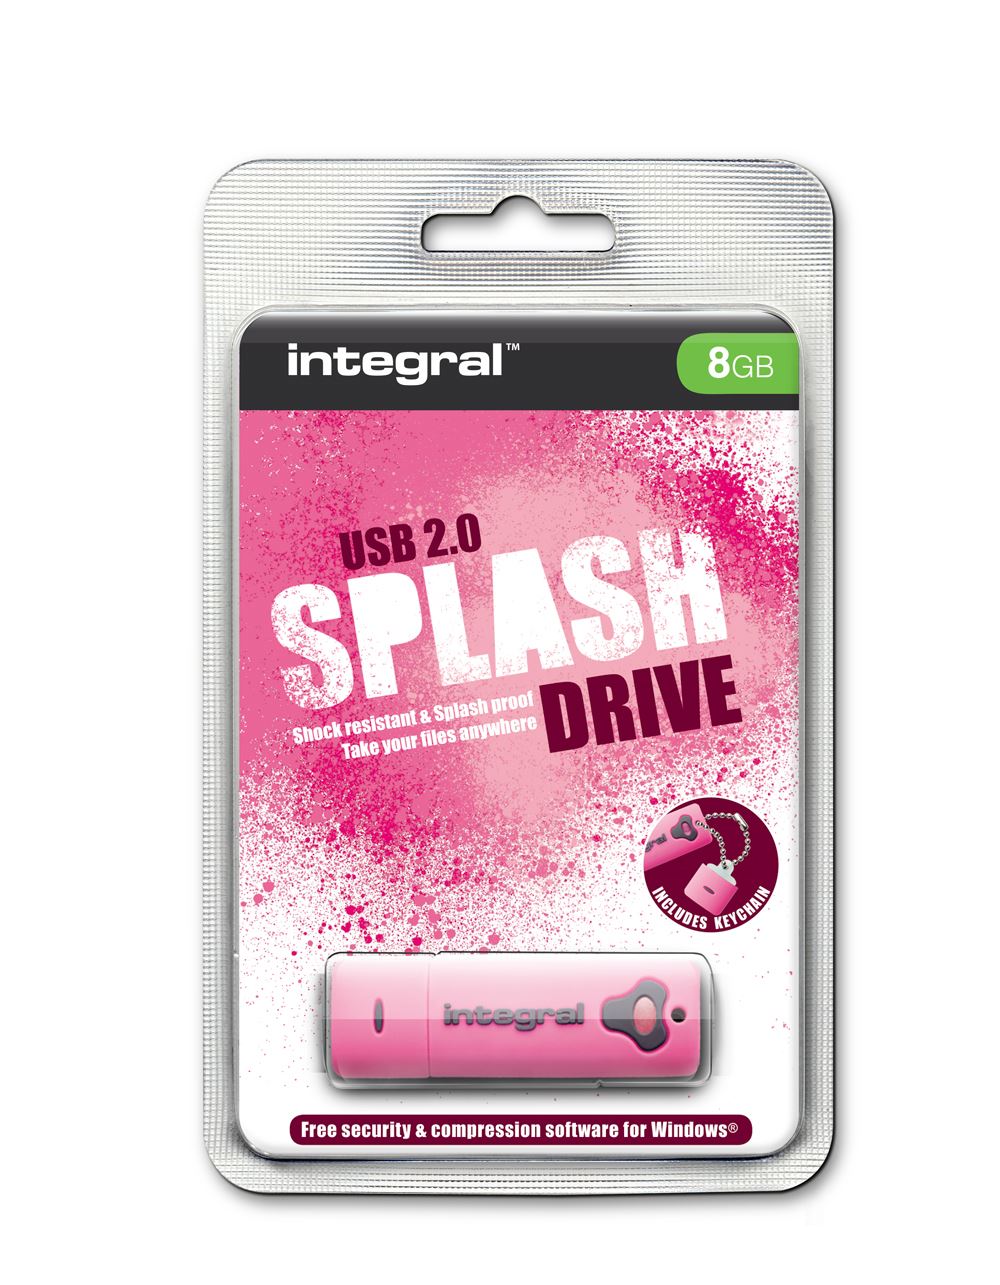 integral™
8GB
USB 2.0
SPLASH
DRIVE
Shock resistant & Splash proof
Take your files anywhere
egral
INCLUDES KEYCHAIN
integral
Free security & compression software for Windows®